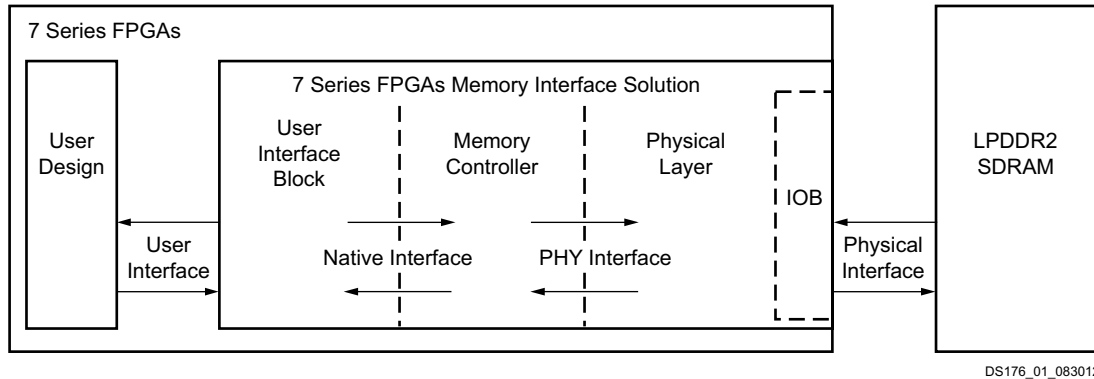 7 Series FPGAs
7 Series FPGAs Memory Interface Solution
User
Design
User
Interface
Block
Memory
Controller
Physical
Layer
IOB
LPDDR2
SDRAM
User
Interface
Native Interface
PHY Interface
Physical
Interface
DS176_01_083012